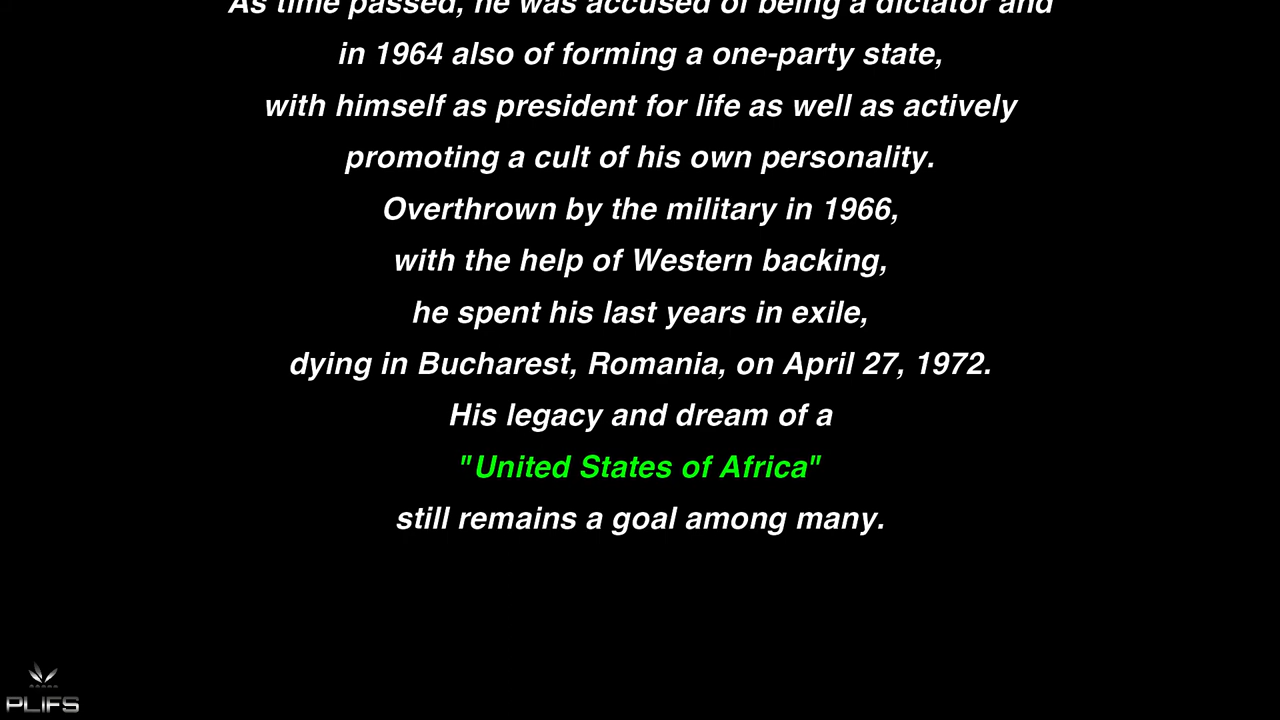 As time passed, he was accused of being a dictator and
in 1964 also of forming a one-party state,
with himself as president for life as well as actively
promoting a cult of his own personality.
Overthrown by the military in 1966,
with the help of Western backing,
he spent his last years in exile,
dying in Bucharest, Romania, on April 27, 1972.
His legacy and dream of a
"United States of Africa"
still remains a goal among many.
PLIFS